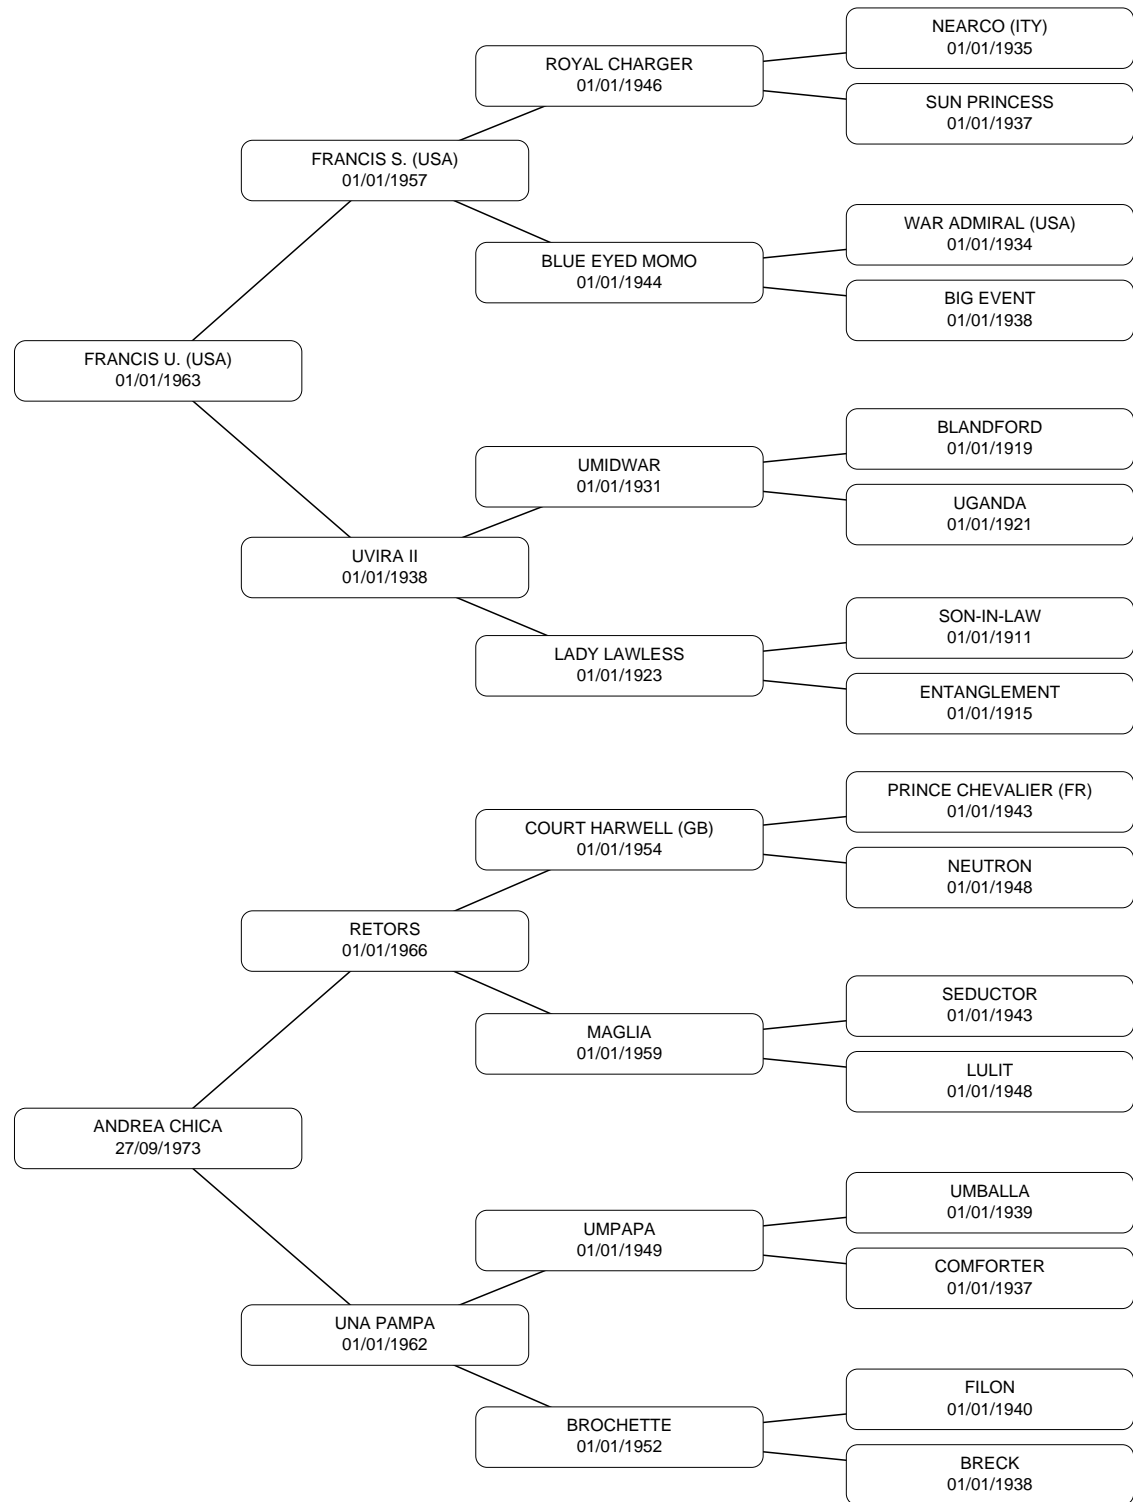 NEARCO (ITY)
01/01/1935
ROYAL CHARGER
01/01/1946
SUN PRINCESS
01/01/1937
FRANCIS S. (USA)
01/01/1957
WAR ADMIRAL (USA)
01/01/1934
BLUE EYED MOMO
01/01/1944
BIG EVENT
01/01/1938
FRANCIS U. (USA)
01/01/1963
BLANDFORD
01/01/1919
UMIDWAR
01/01/1931
UGANDA
01/01/1921
UVIRA II
01/01/1938
SON-IN-LAW
01/01/1911
LADY LAWLESS
01/01/1923
ENTANGLEMENT
01/01/1915
PRINCE CHEVALIER (FR)
01/01/1943
COURT HARWELL (GB)
01/01/1954
NEUTRON
01/01/1948
RETORS
01/01/1966
SEDUCTOR
01/01/1943
MAGLIA
01/01/1959
LULIT
01/01/1948
ANDREA CHICA
27/09/1973
UMBALLA
01/01/1939
UMPAPA
01/01/1949
COMFORTER
01/01/1937
UNA PAMPA
01/01/1962
FILON
01/01/1940
BROCHETTE
01/01/1952
BRECK
01/01/1938